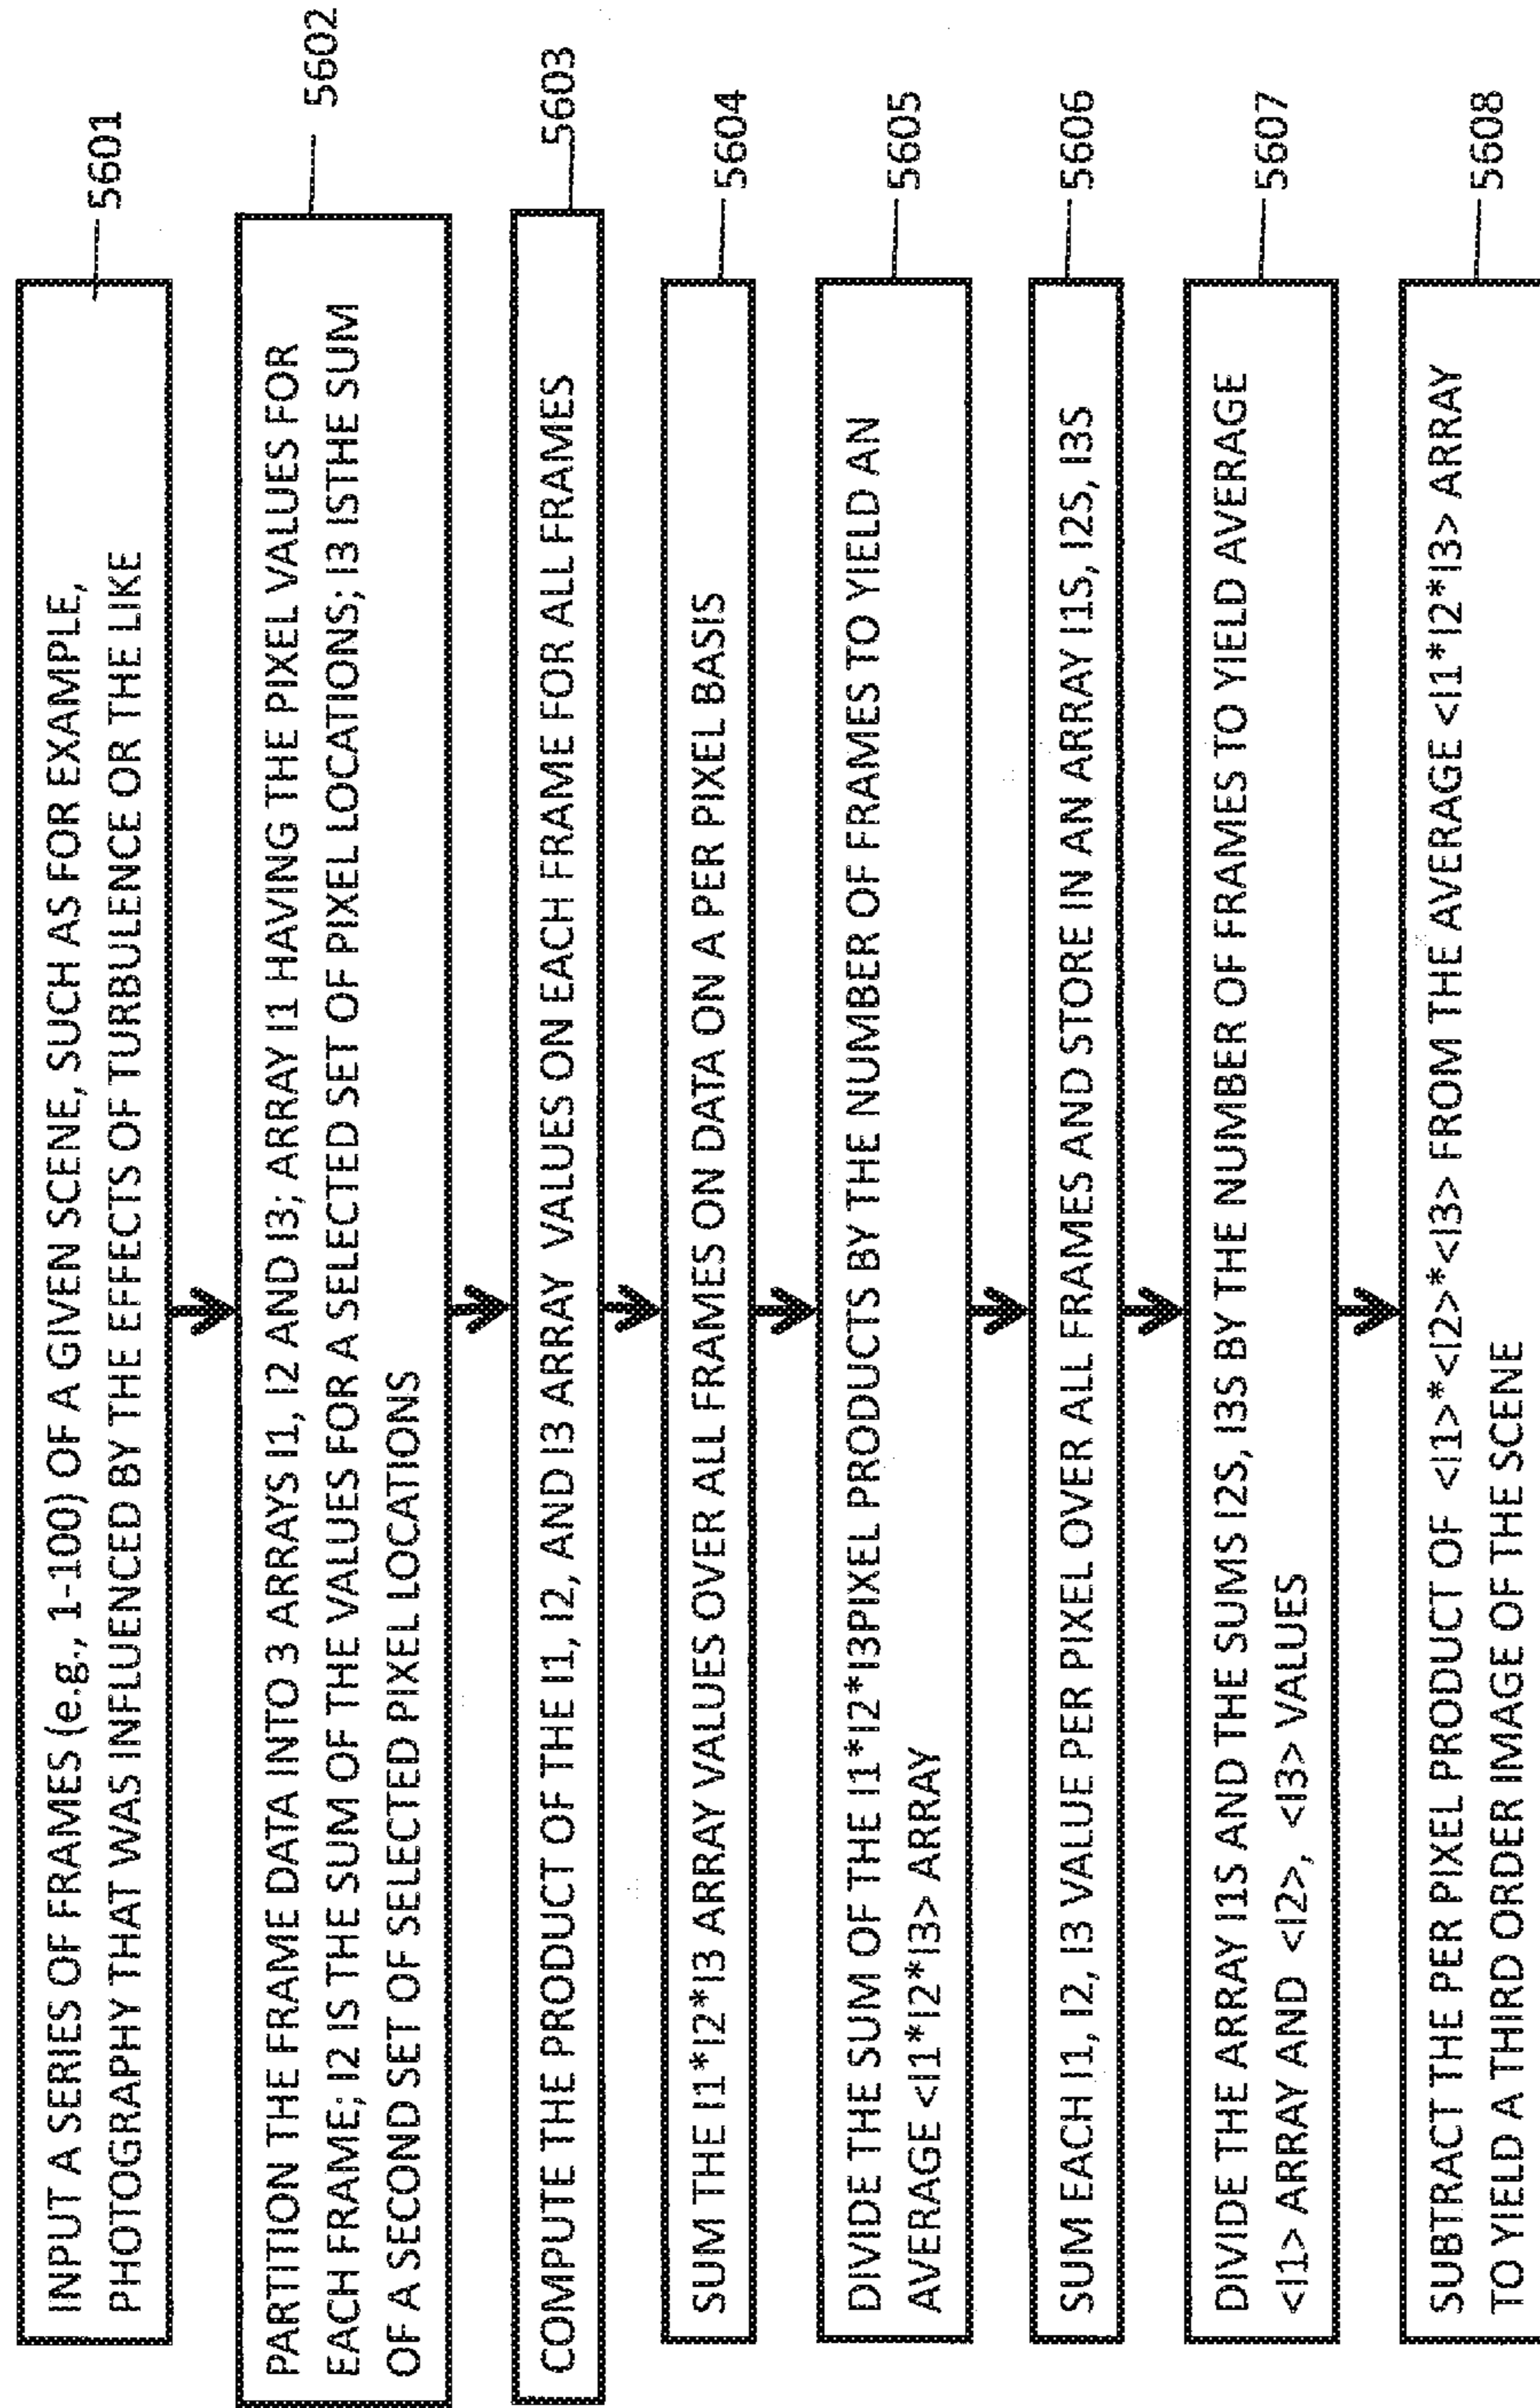 INPUT A SERIES OF FRAMES (e.g., 1-100) OF A GIVEN SCENE, SUCH AS FOR EXAMPLE,
PHOTOGRAPHY THAT WAS INFLUENCED BY THE EFFECTS OF TURBULENCE OR THE LIKE
5601
PARTITION THE FRAME DATA INTO 3 ARRAYS I1, I2 AND I3; ARRAY I1 HAVING THE PIXEL VALUES FOR
EACH FRAME; I2 IS THE SUM OF THE VALUES FOR A SELECTED SET OF PIXEL LOCATIONS; I3 ISTHE SUM
OF A SECOND SET OF SELECTED PIXEL LOCATIONS
5602
COMPUTE THE PRODUCT OF THE I1, I2, AND I3 ARRAY VALUES ON EACH FRAME FOR ALL FRAMES
5603
SUM THE I1*I2*I3 ARRAY VALUES OVER ALL FRAMES ON DATA ON A PER PIXEL BASIS
5604
DIVIDE THE SUM OF THE I1*I2*I3PIXEL PRODUCTS BY THE NUMBER OF FRAMES TO YIELD AN
AVERAGE <I1*I2*I3> ARRAY
5605
SUM EACH I1, I2, I3 VALUE PER PIXEL OVER ALL FRAMES AND STORE IN AN ARRAY I1S, I2S, I3S
5606
DIVIDE THE ARRAY I1S AND THE SUMS I2S, I3S BY THE NUMBER OF FRAMES TO YIELD AVERAGE
<I1> ARRAY AND <I2>, <I3> VALUES
5607
SUBTRACT THE PER PIXEL PRODUCT OF <I1>*<I2>*<I3> FROM THE AVERAGE <I1*I2*I3> ARRAY
TO YIELD A THIRD ORDER IMAGE OF THE SCENE
5608